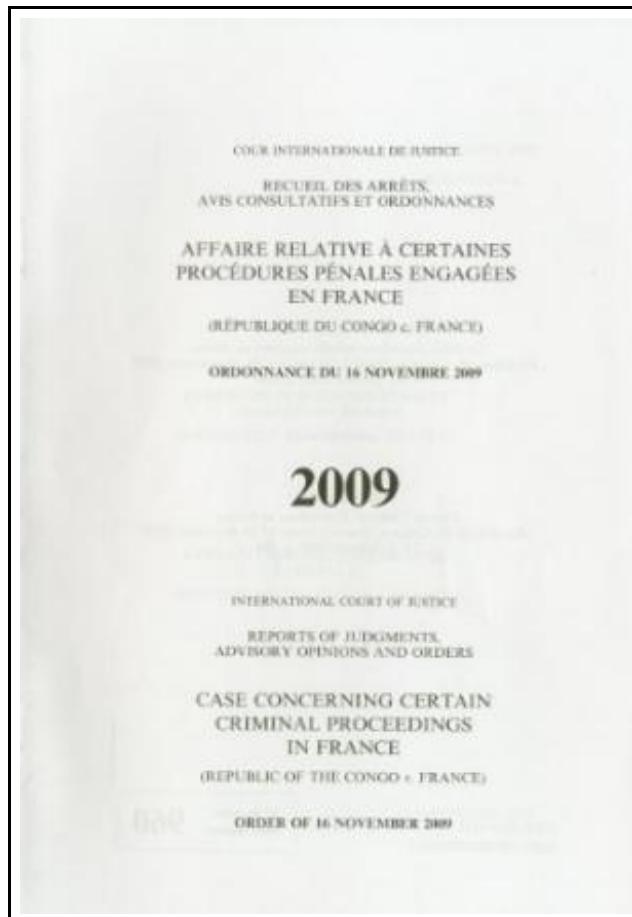 COUR INTERNATIONALE DE JUSTICE
RECUEIL DES ARRÊTS,
AVIS CONSULTATIFS ET ORDONNANCES
AFFAIRE RELATIVE À CERTAINES
PROCÉDURES PÉNALES ENGAGÉES
EN FRANCE
(RÉPUBLIQUE DU CONGO c. FRANCE)
ORDONNANCE DU 16 NOVEMBRE 2009
2009
INTERNATIONAL COURT OF JUSTICE
REPORTS OF JUDGMENTS,
ADVISORY OPINIONS AND ORDERS
CASE CONCERNING CERTAIN
CRIMINAL PROCEEDINGS
IN FRANCE
(REPUBLIC OF THE CONGO v. FRANCE)
ORDER OF 16 NOVEMBER 2009
960